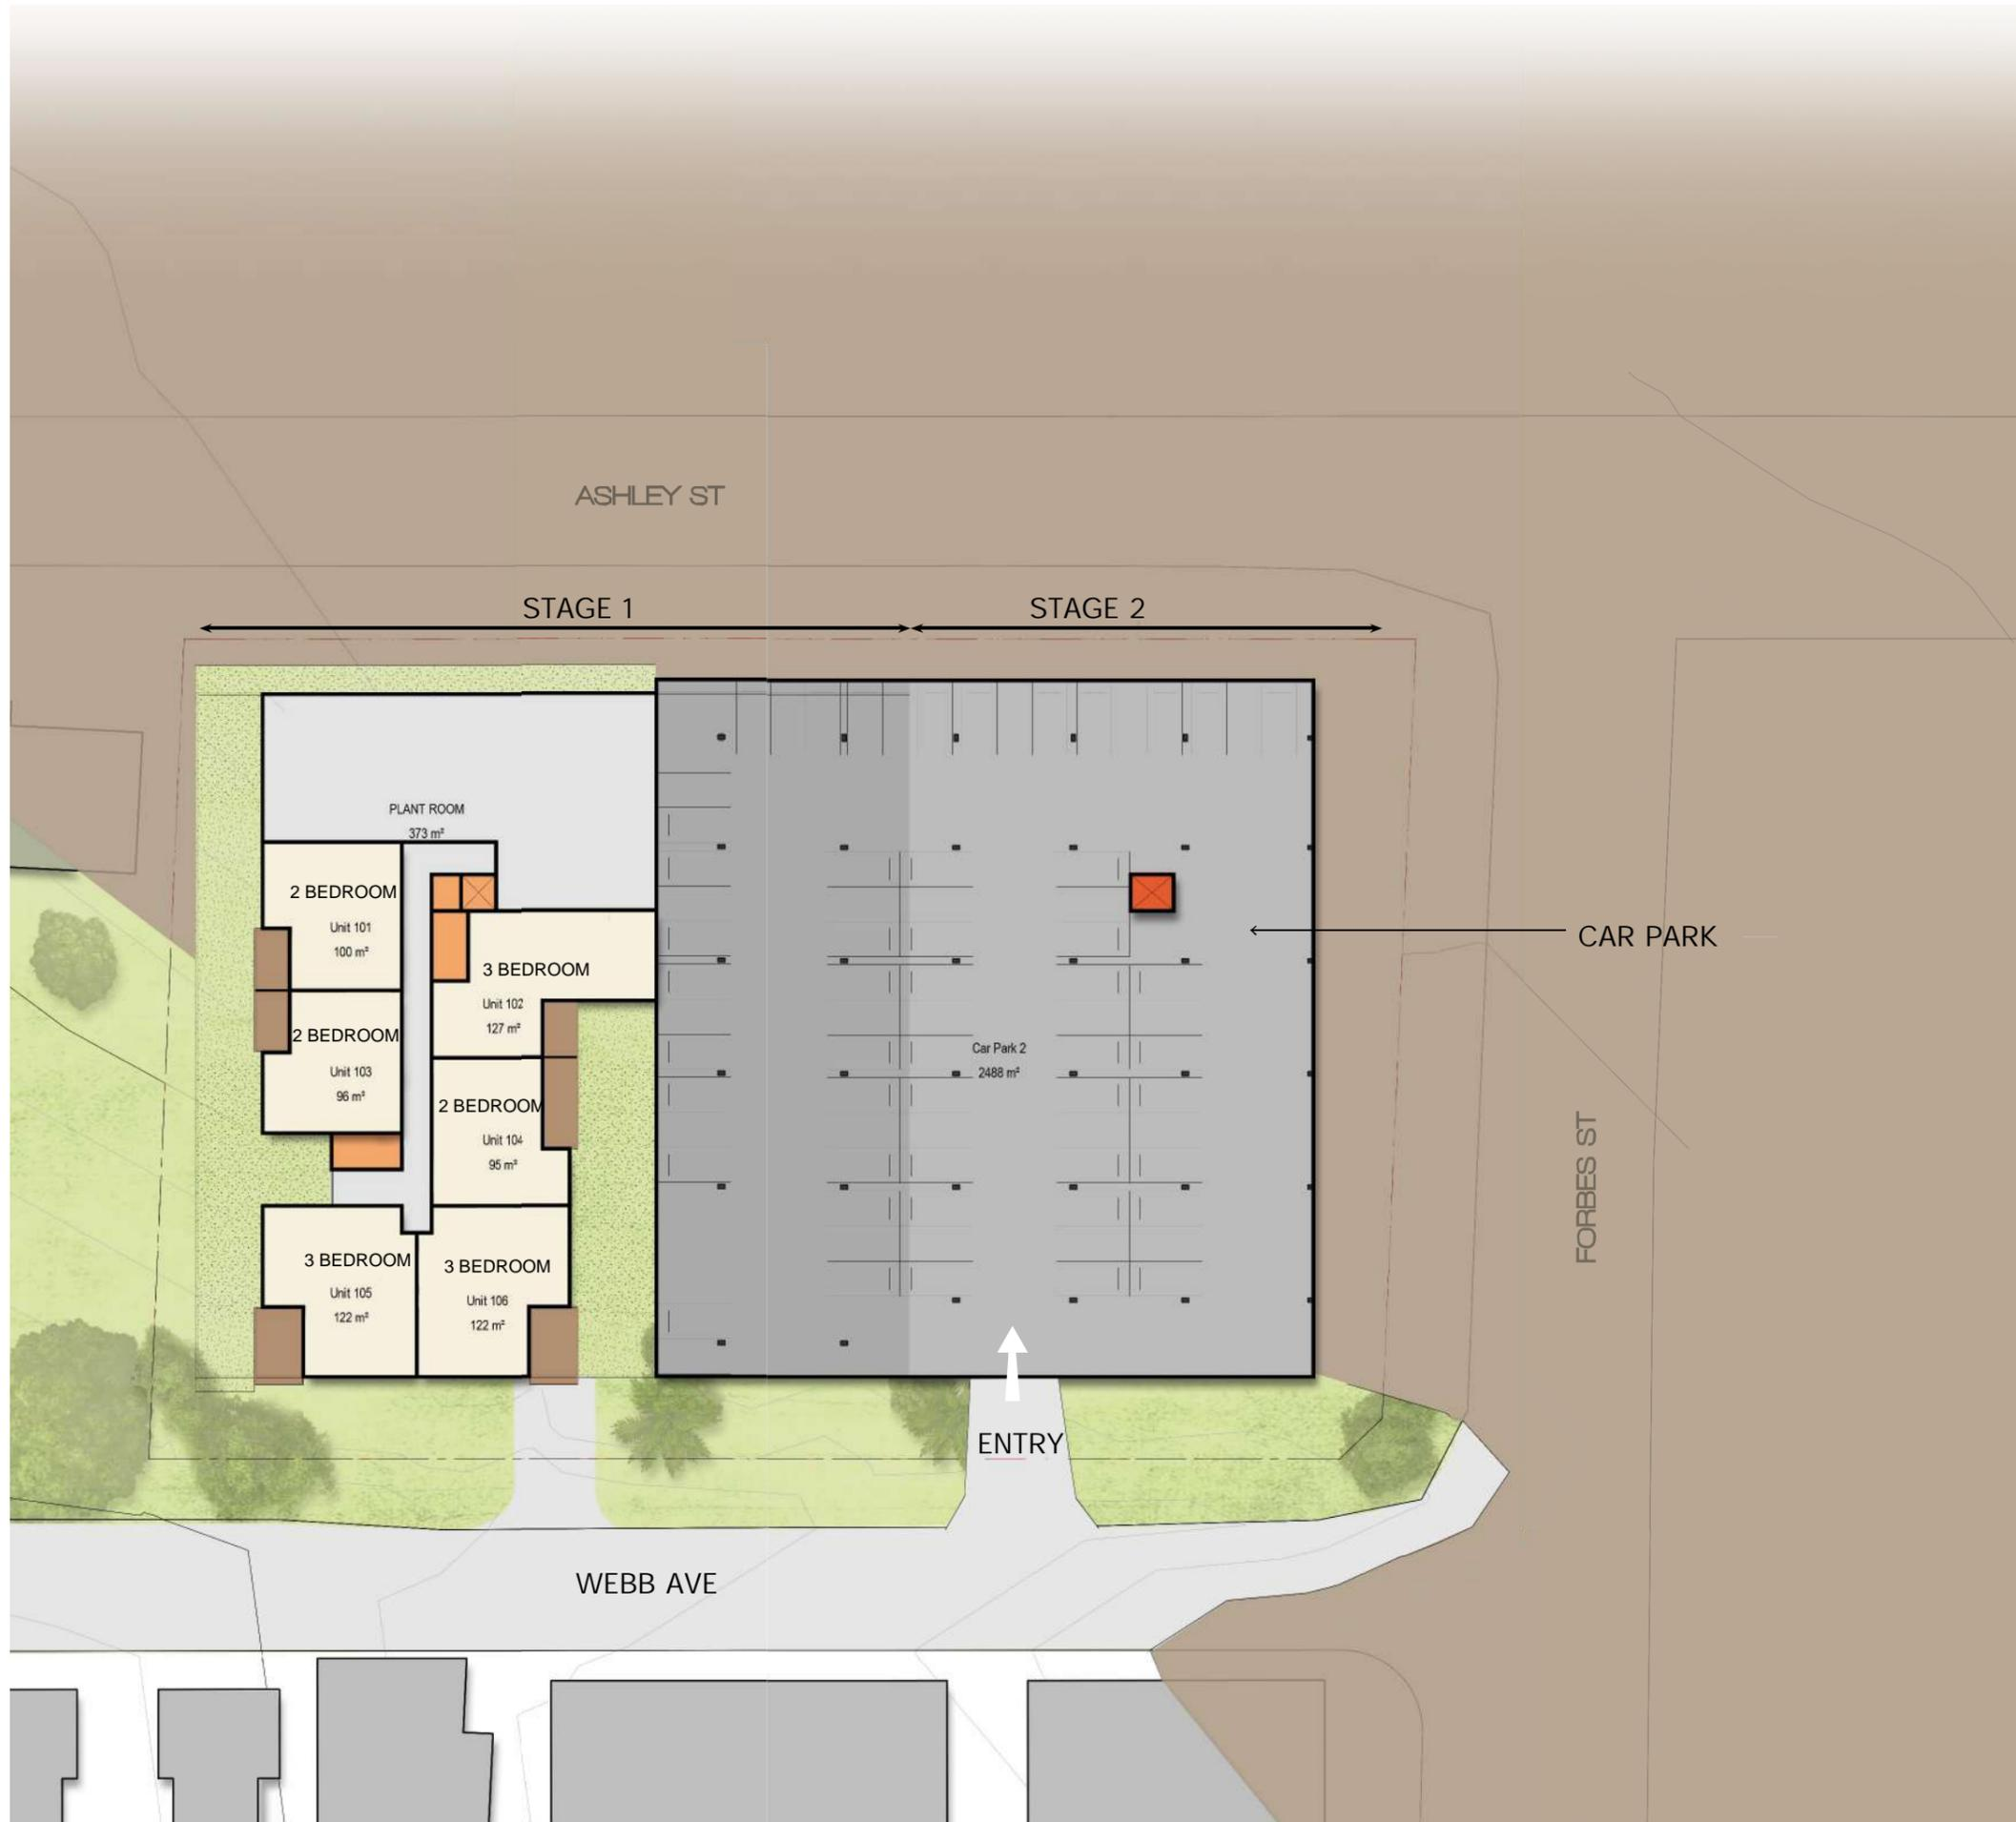 ASHLEY ST
STAGE 1
STAGE 2
PLANT ROOM
373 m²
2 BEDROOM
Unit 101
100 m²
3 BEDROOM
Unit 102
127 m²
CAR PARK
2 BEDROOM
Unit 103
96 m²
2 BEDROOM
Unit 104
95 m²
Car Park 2
2488 m²
FORBES ST
3 BEDROOM
Unit 105
122 m²
3 BEDROOM
Unit 106
122 m²
ENTRY
WEBB AVE